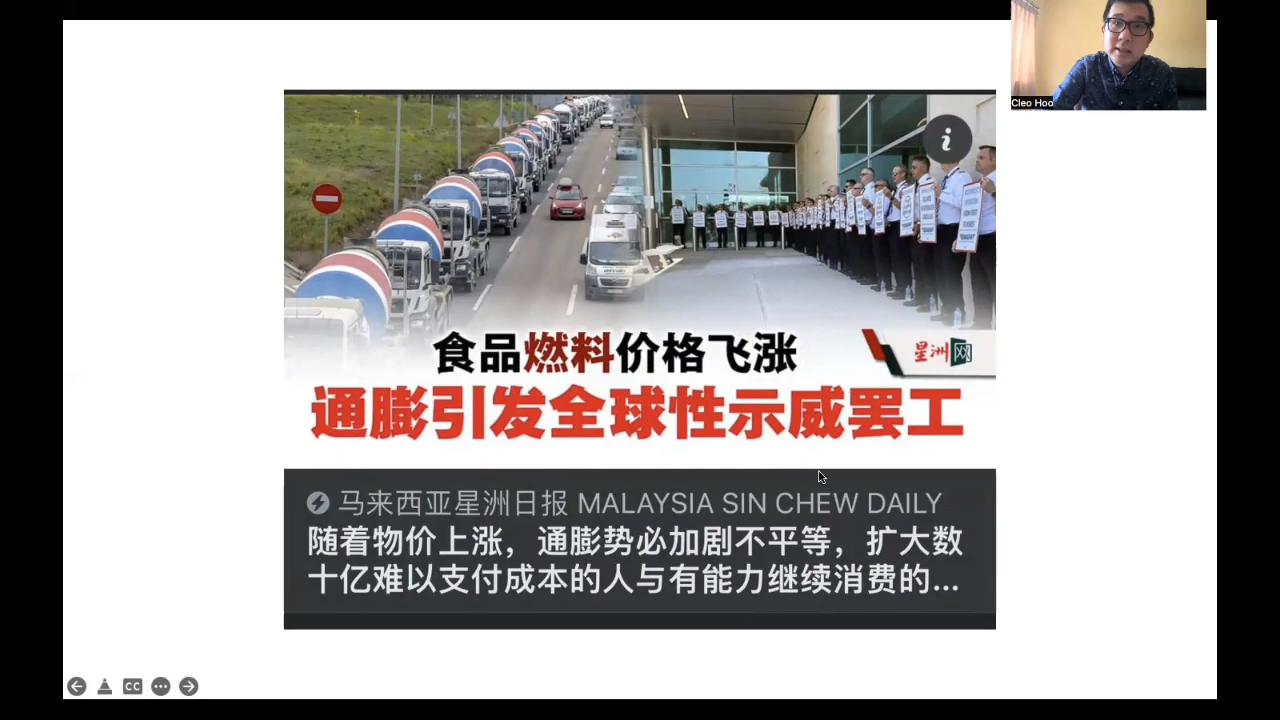 Cleo Hoo
食品燃料价格飞涨
星洲网
通膨引发全球性示威罢工
马来西亚星洲日报 MALAYSIA SIN CHEW DAILY
随着物价上涨，通膨势必加剧不平等，扩大数
十亿难以支付成本的人与有能力继续消费的...
CC